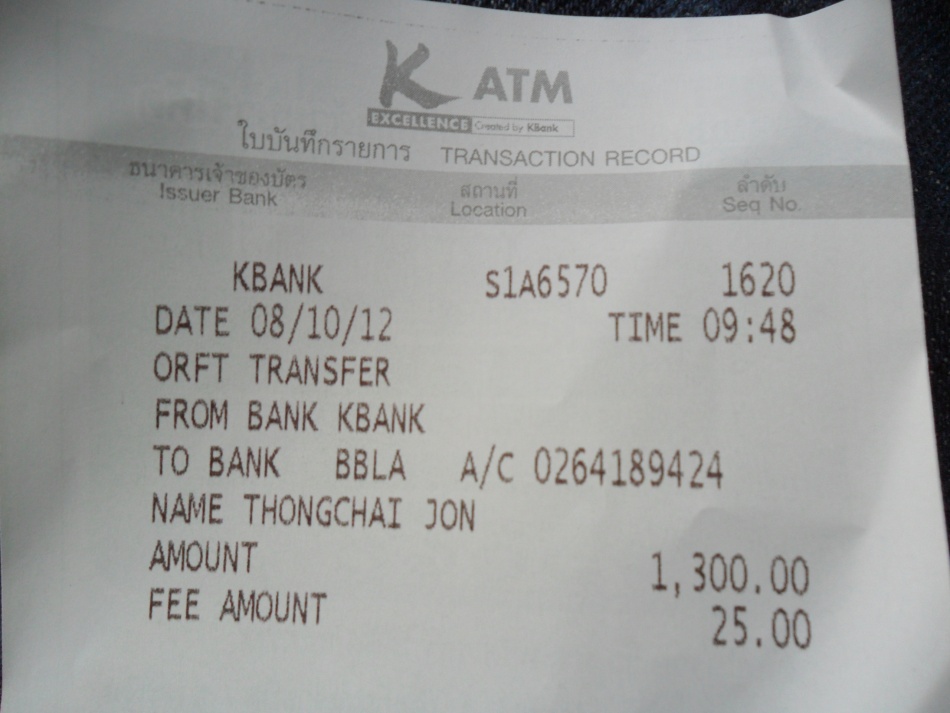 K ATM
EXCELLENCE Created by KBank
ใบบันทึกรายการ TRANSACTION RECORD
ธนาคารเจ้าของบัตร สถานที่ ลำดับ
Issuer Bank Location Seq No.
KBANK S1A6570 1620
DATE 08/10/12 TIME 09:48
ORFT TRANSFER
FROM BANK KBANK
TO BANK BBLA A/C 0264189424
NAME THONGCHAI JON
AMOUNT 1,300.00
FEE AMOUNT 25.00